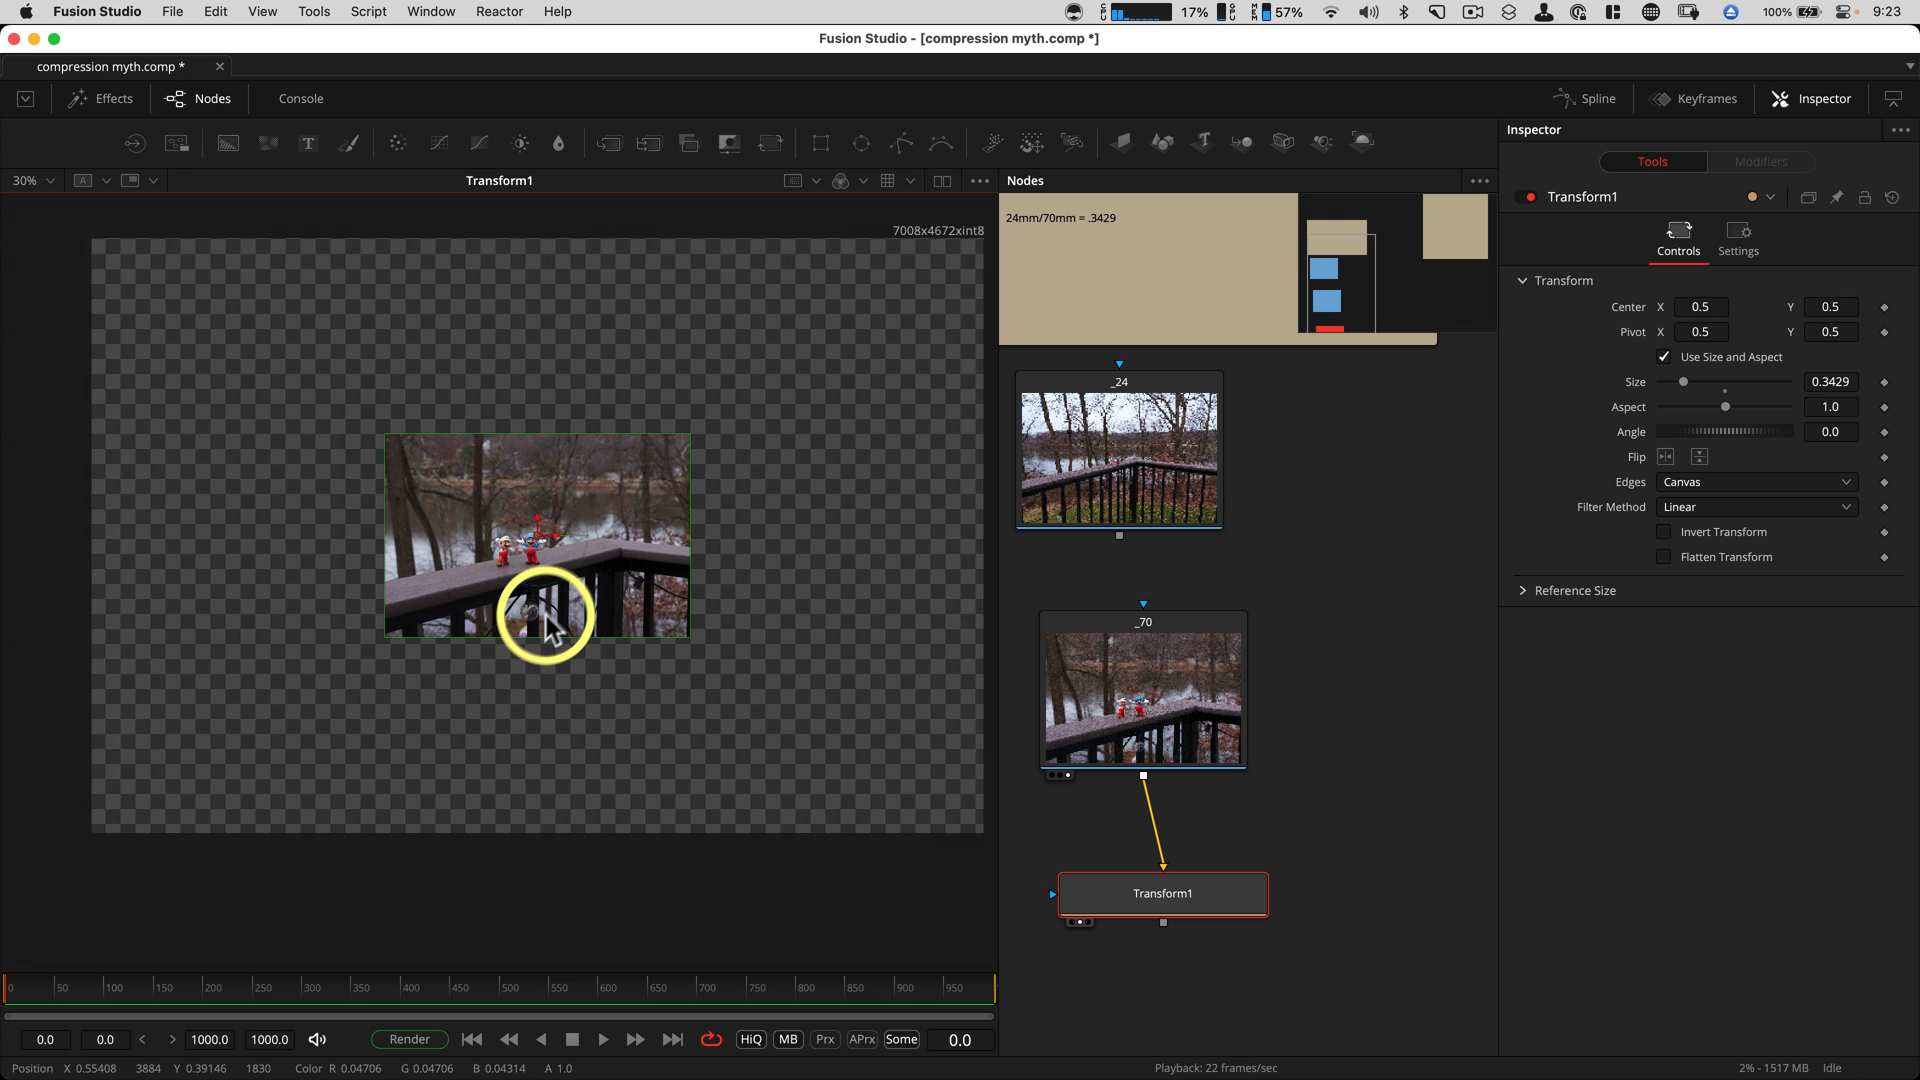 Fusion Studio File Edit View Tools Script Window Reactor Help 17% 57% 100% 9:23
Fusion Studio - [compression myth.comp *]
compression myth.comp *
Effects Nodes Console Spline Keyframes Inspector
Inspector
Tools Modifiers
30% Transform1 Nodes
Transform1
7008x4672xint8
24mm/70mm = .3429
Controls Settings
Transform
Center X 0.5 Y 0.5
Pivot X 0.5 Y 0.5
Use Size and Aspect
Size 0.3429
Aspect 1.0
Angle 0.0
Flip
Edges Canvas
Filter Method Linear
Invert Transform
Flatten Transform
Reference Size
_24
_70
Transform1
0 50 100 150 200 250 300 350 400 450 500 550 600 650 700 750 800 850 900 950
0.0 0.0 < > 1000.0 1000.0 Render HiQ MB Prx APrx Some 0.0
Position X 0.55408 3884 Y 0.39146 1830 Color R 0.04706 G 0.04706 B 0.04314 A 1.0 Playback: 22 frames/sec 2% - 1517 MB Idle